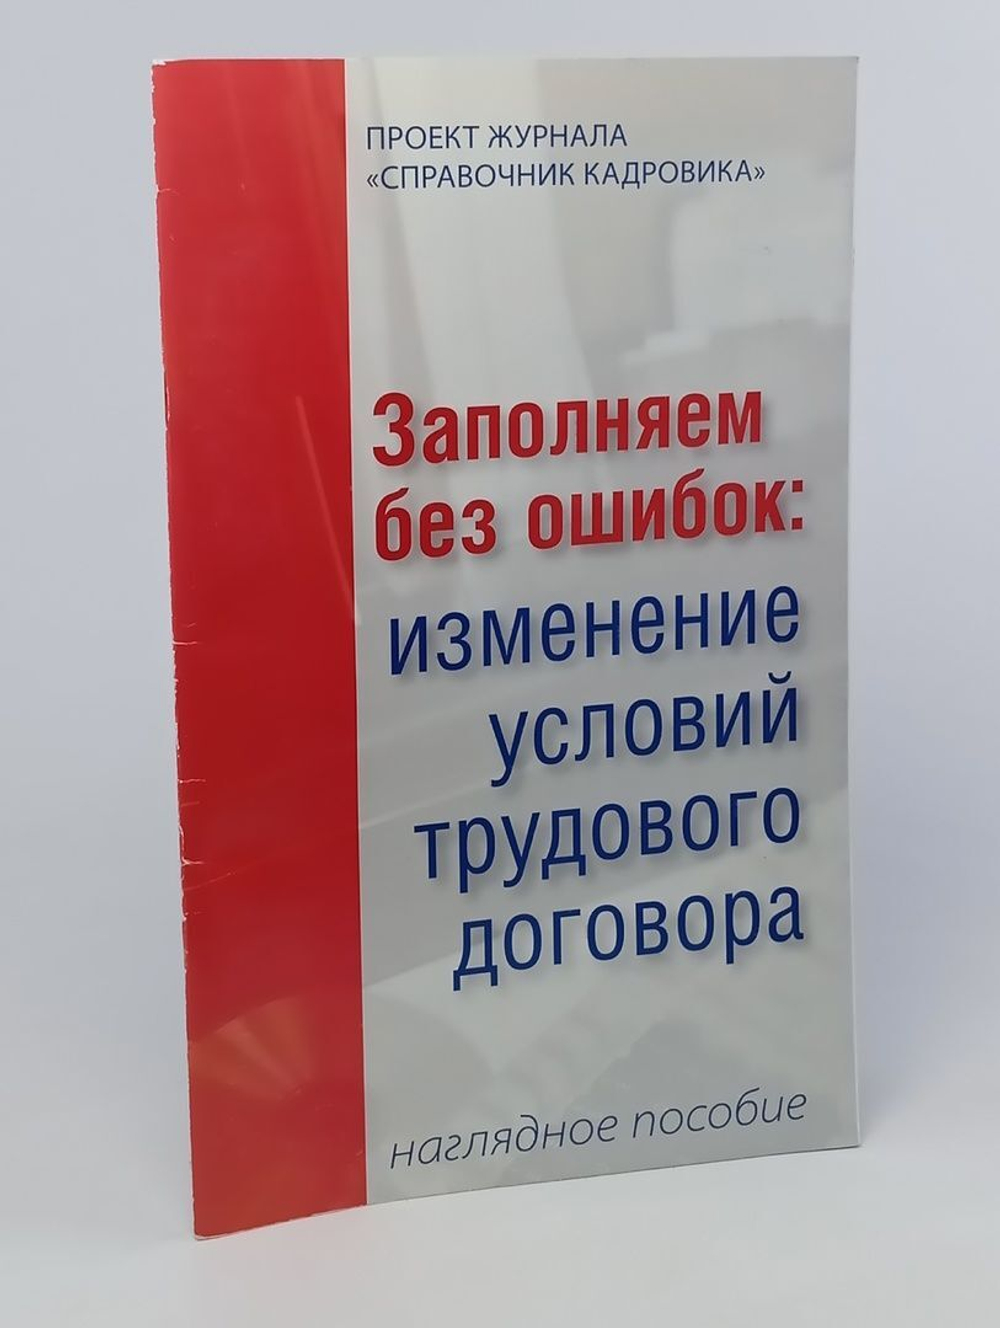 ПРОЕКТ ЖУРНАЛА
«СПРАВОЧНИК КАДРОВИКА»
Заполняем
без ошибок:
изменение
условий
трудового
договора
наглядное пособие